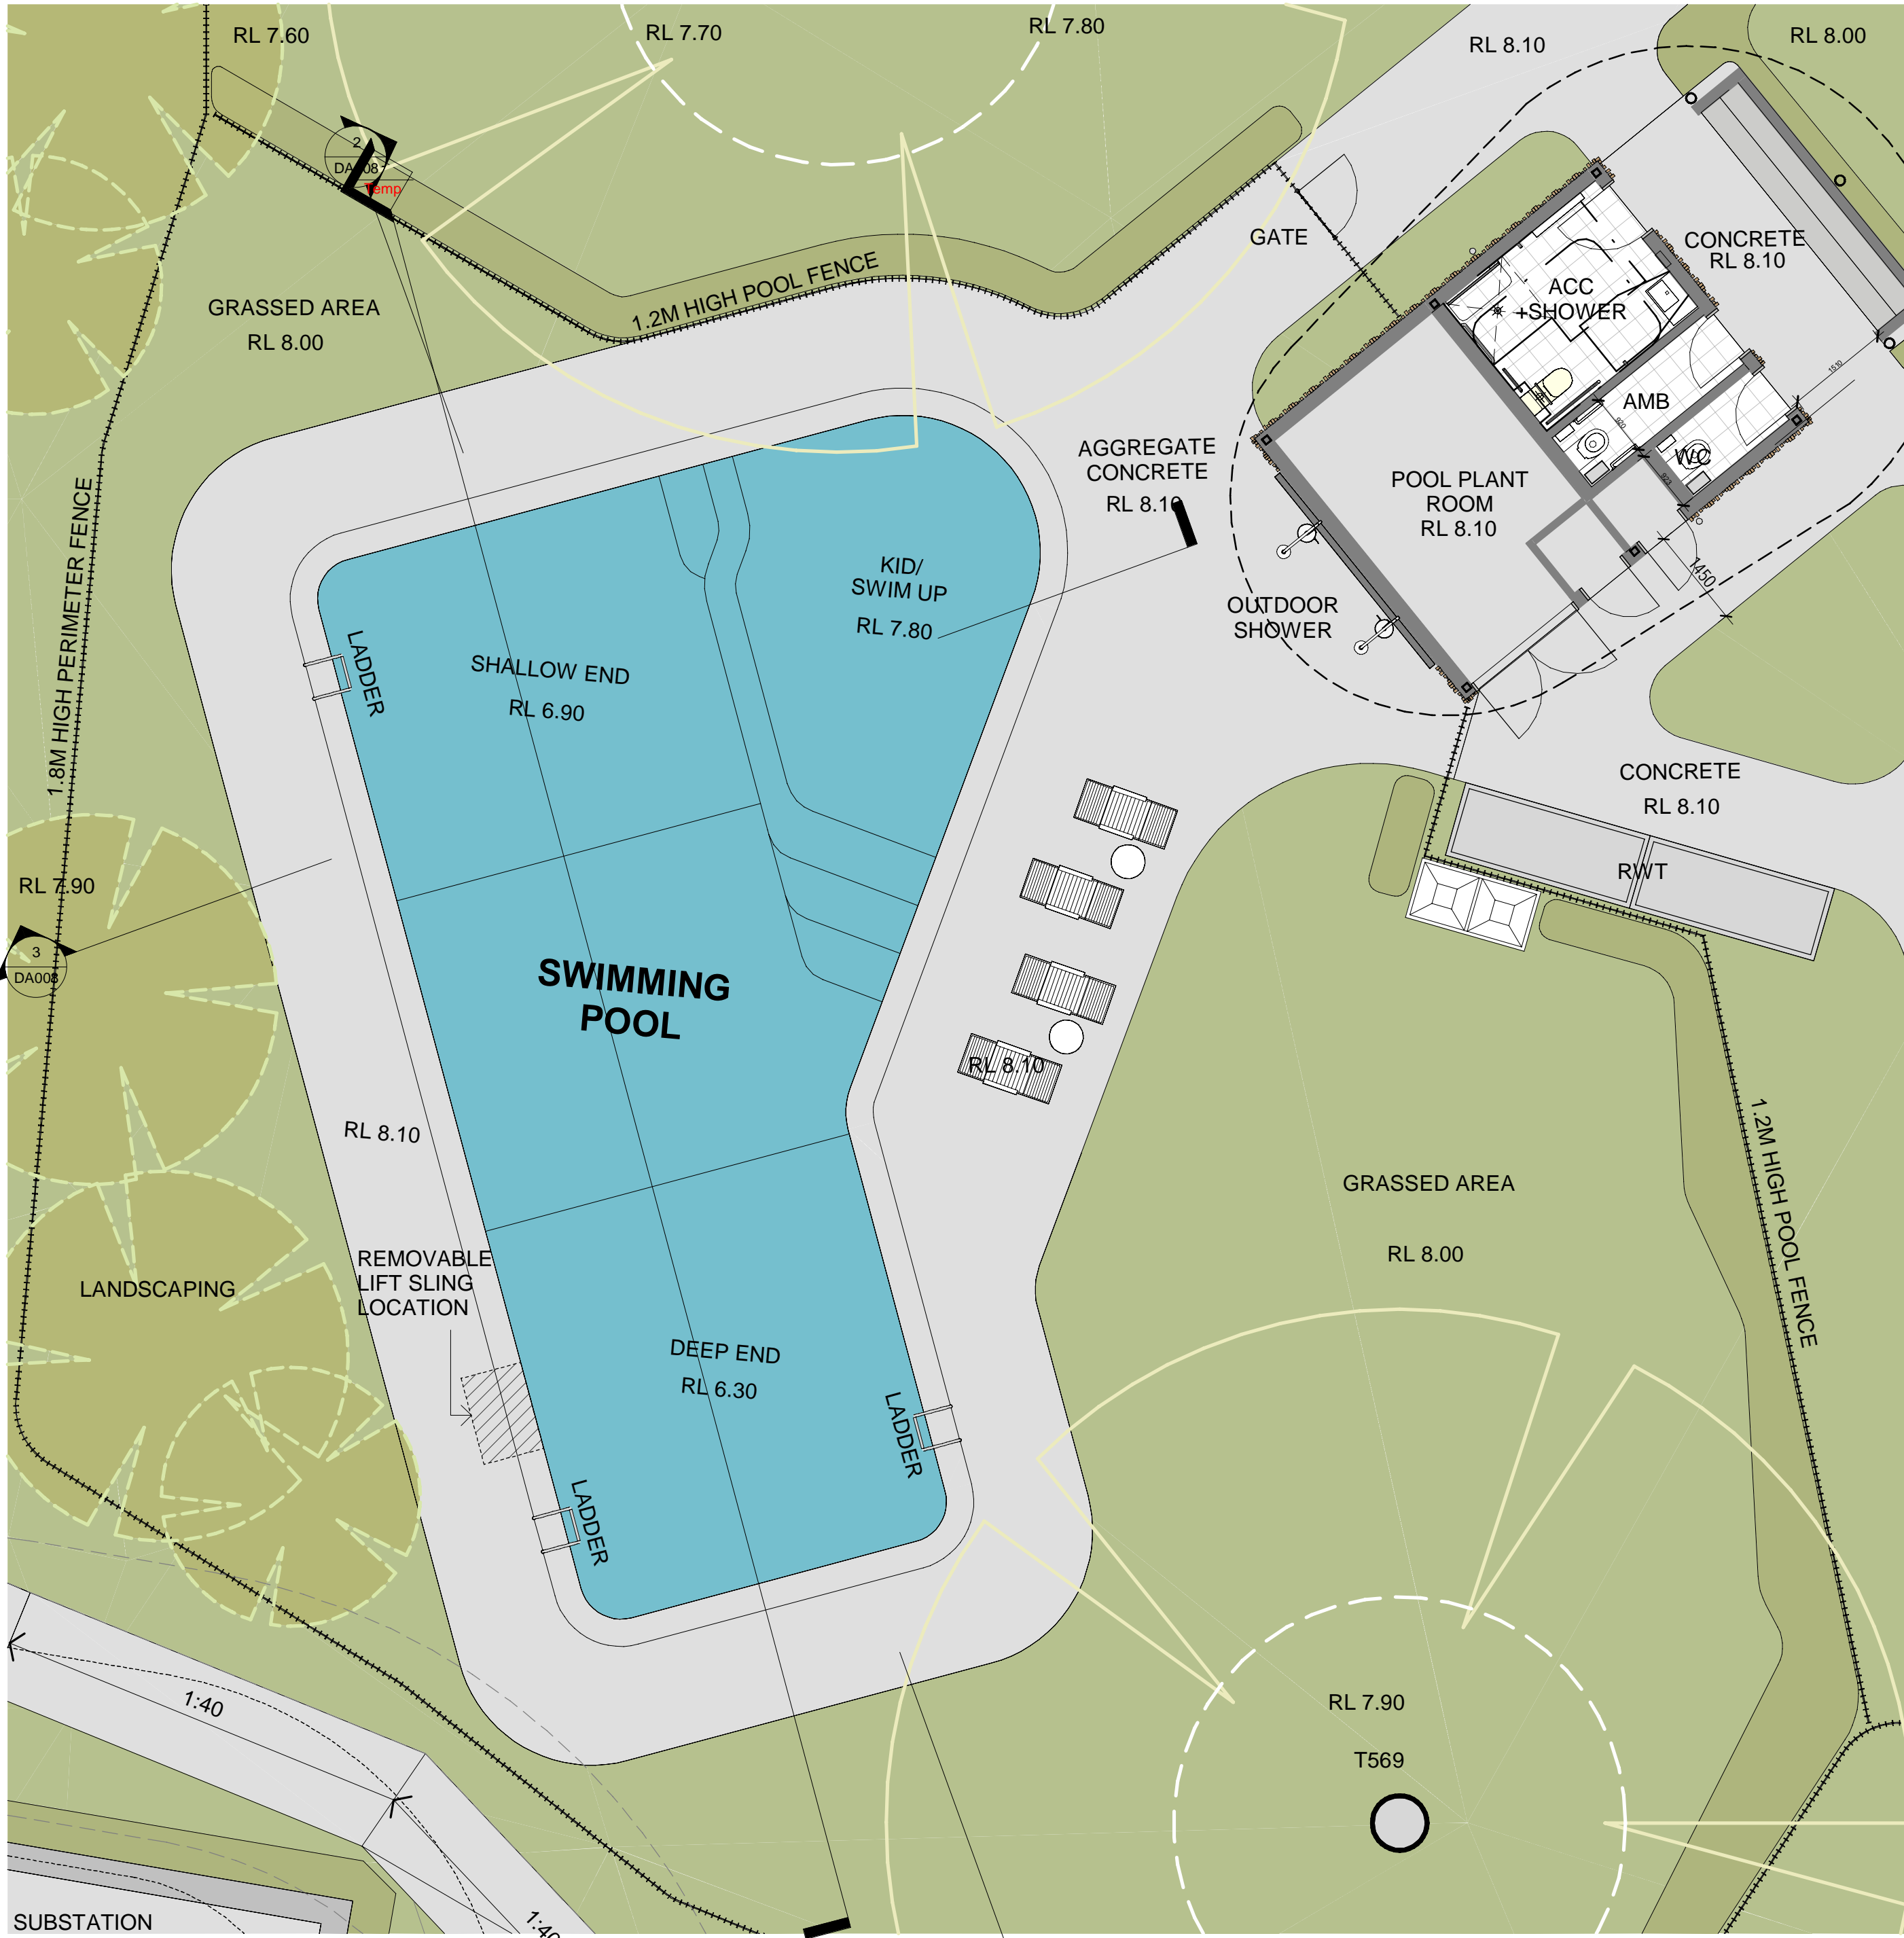 RL 7.60
RL 7.70
RL 7.80
RL 8.10
RL 8.00
2
Temp
GATE
CONCRETE
RL 8.10
1.2M HIGH POOL FENCE
GRASSED AREA
RL 8.00
ACC
+SHOWER
1510
AMB
920
WC
923
AGGREGATE
CONCRETE
RL 8.10
POOL PLANT
ROOM
RL 8.10
1.8M HIGH PERIMETER FENCE
KID/
SWIM UP
RL 7.80
1450
OUTDOOR
SHOWER
LADDER
SHALLOW END
RL 6.90
CONCRETE
RL 8.10
RWT
RL 7.90
3
DA008
SWIMMING
POOL
RL 8.10
RL 8.10
1.2M HIGH POOL FENCE
GRASSED AREA
RL 8.00
REMOVABLE
LIFT SLING
LOCATION
LANDSCAPING
DEEP END
RL 6.30
LADDER
LADDER
1:40
RL 7.90
T569
SUBSTATION
1:40